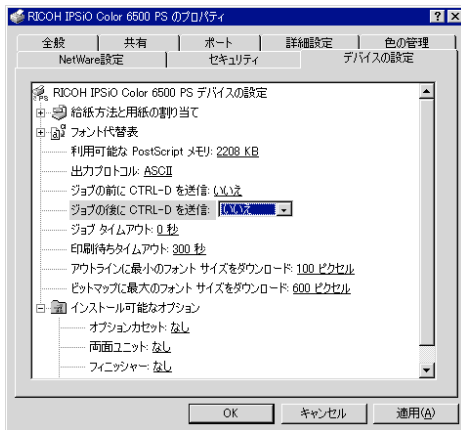 RICOH IPSiO Color 6500 PS のプロパティ
全般 共有 ポート 詳細設定 色の管理
NetWare設定 セキュリティ デバイスの設定
RICOH IPSiO Color 6500 PS デバイスの設定
給紙方法と用紙の割り当て
フォント代替表
利用可能な PostScript メモリ: 2208 KB
出力プロトコル: ASCII
ジョブの前に CTRL-D を送信: いいえ
ジョブの後に CTRL-D を送信: いいえ
ジョブ タイムアウト: 0 秒
印刷待ちタイムアウト: 300 秒
アウトラインに最小のフォント サイズをダウンロード: 100 ピクセル
ビットマップに最大のフォント サイズをダウンロード: 600 ピクセル
インストール可能なオプション
オプションカセット: なし
両面ユニット: なし
フィニッシャー: なし
OK キャンセル 適用(A)